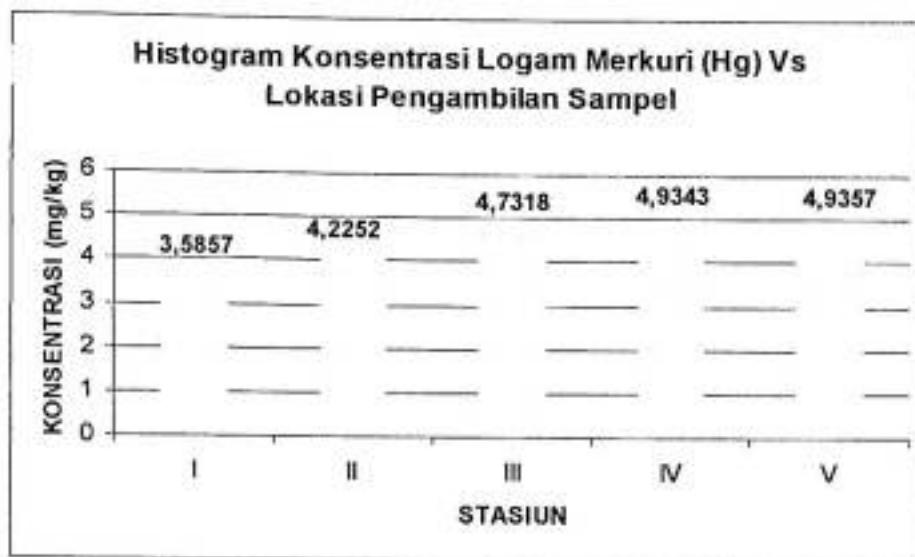 Histogram Konsentrasi Logam Merkuri (Hg) Vs
Lokasi Pengambilan Sampel
KONSENTRASI (mg/kg)
6
5
4
3
2
1
0
3,5857
4,2252
4,7318
4,9343
4,9357
I
II
III
IV
V
STASIUN